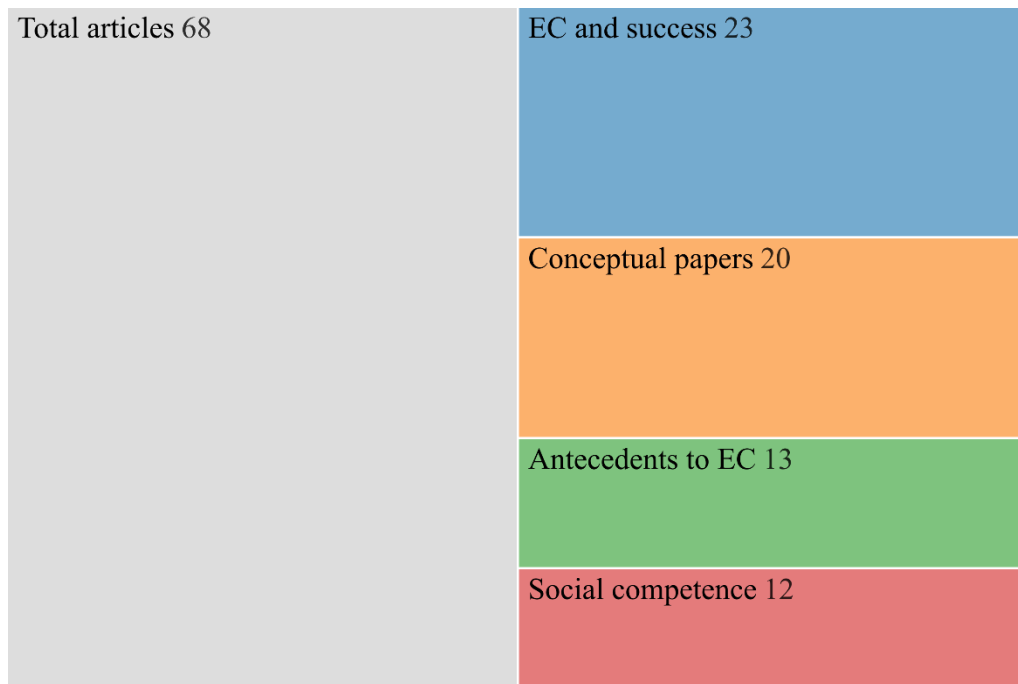 Total articles 68
EC and success 23
Conceptual papers 20
Antecedents to EC 13
Social competence 12